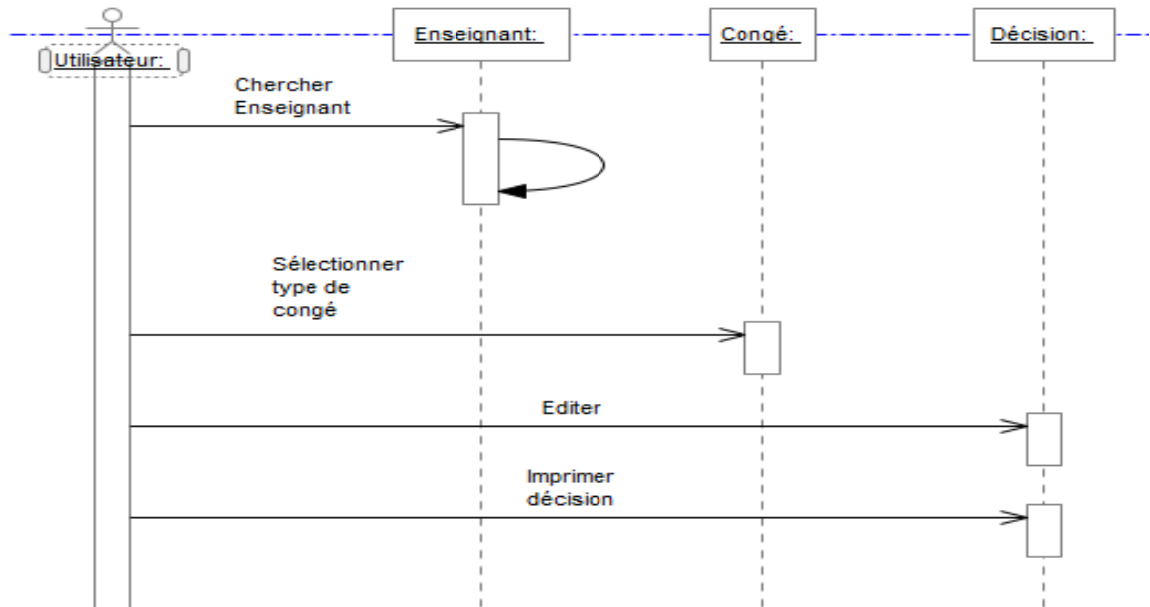 Utilisateur:
Enseignant:
Congé:
Décision:
Chercher
Enseignant
Sélectionner
type de
congé
Editer
Imprimer
décision